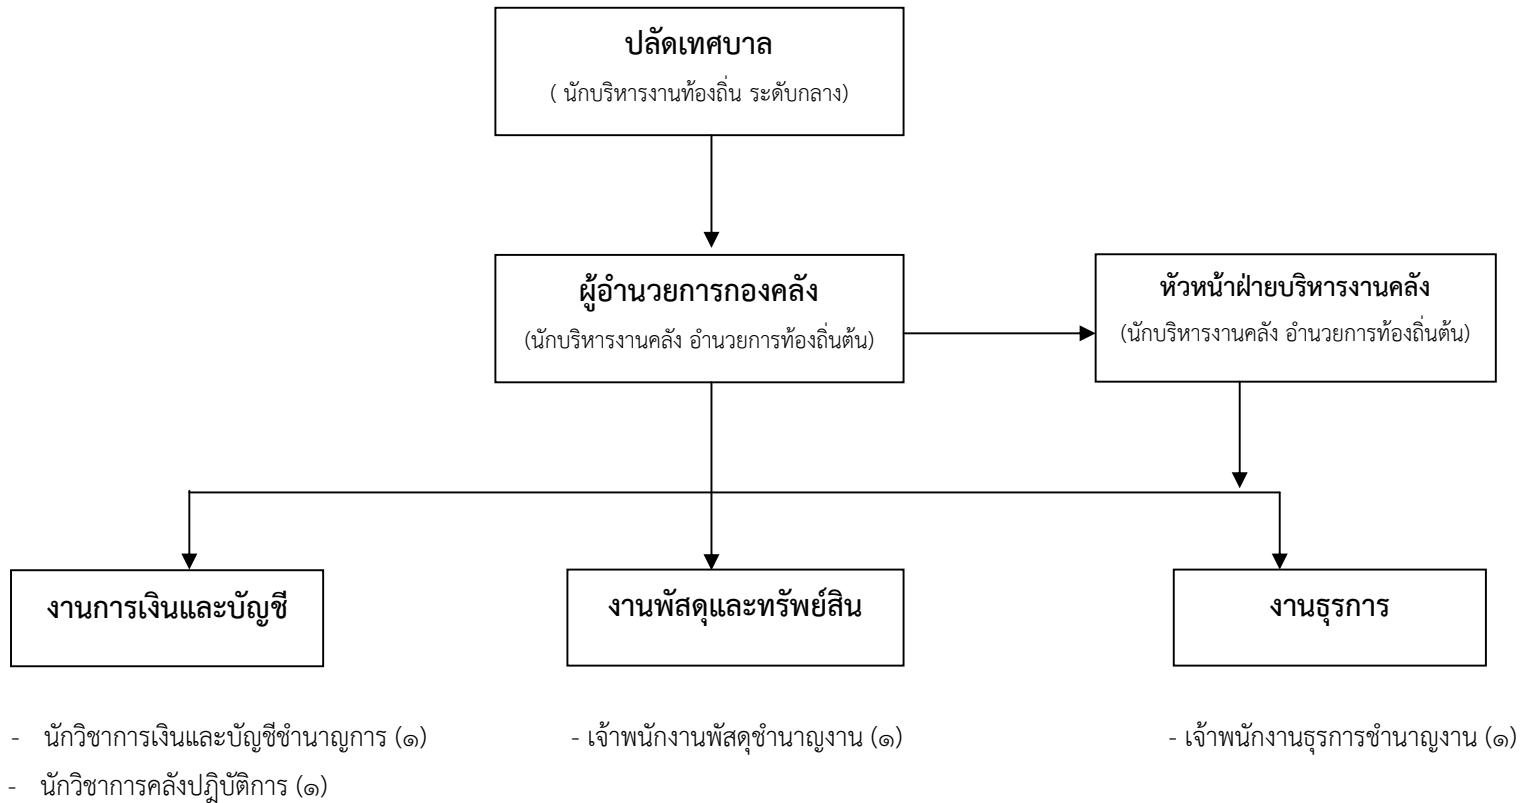 ปลัดเทศบาล
( นักบริหารงานท้องถิ่น ระดับกลาง)
ผู้อำนวยการกองคลัง
(นักบริหารงานคลัง อำนวยการท้องถิ่นต้น)
หัวหน้าฝ่ายบริหารงานคลัง
(นักบริหารงานคลัง อำนวยการท้องถิ่นต้น)
งานการเงินและบัญชี
งานพัสดุและทรัพย์สิน
งานธุรการ
- นักวิชาการเงินและบัญชีชำนาญการ (๑)
- นักวิชาการคลังปฏิบัติการ (๑)
- เจ้าพนักงานพัสดุชำนาญงาน (๑)
- เจ้าพนักงานธุรการชำนาญงาน (๑)